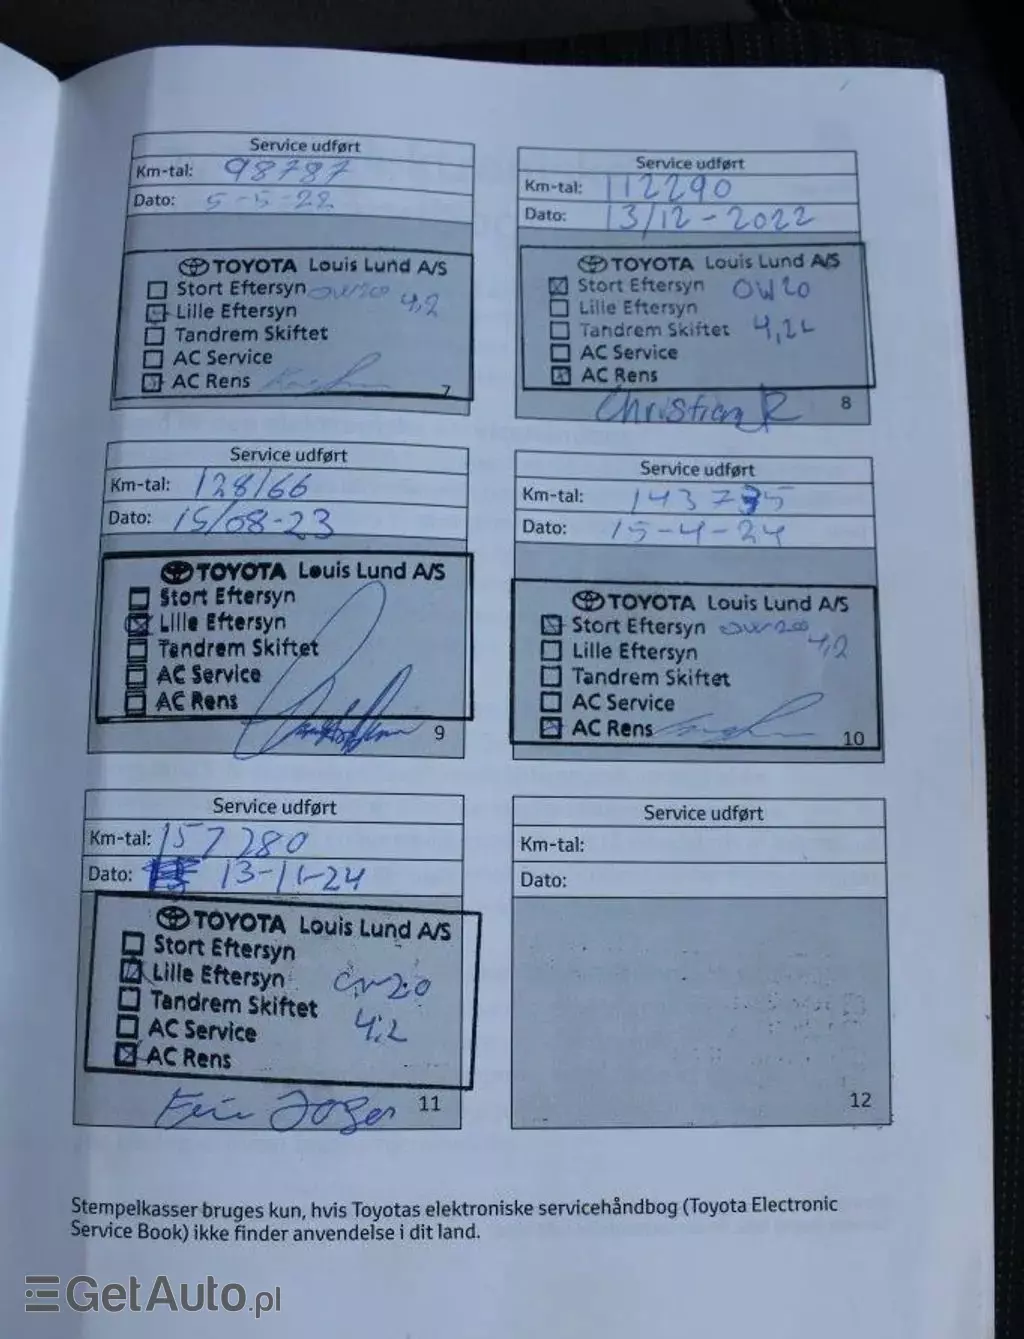 Service udført
Km-tal: 98787
Dato: 5-5-22
TOYOTA Louis Lund A/S
Stort Eftersyn OW20
Lille Eftersyn 4,2
Tandrem Skiftet
AC Service
AC Rens
7
Service udført
Km-tal: 112290
Dato: 13/12-2022
TOYOTA Louis Lund A/S
Stort Eftersyn OW20
Lille Eftersyn
Tandrem Skiftet 4,2L
AC Service
AC Rens
Christian R
8
Service udført
Km-tal: 128166
Dato: 15/08-23
TOYOTA Louis Lund A/S
Stort Eftersyn
Lille Eftersyn
Tandrem Skiftet
AC Service
AC Rens
9
Service udført
Km-tal: 143735
Dato: 15-4-24
TOYOTA Louis Lund A/S
Stort Eftersyn OW20
Lille Eftersyn 4,2
Tandrem Skiftet
AC Service
AC Rens
10
Service udført
Km-tal: 157280
Dato: 13-11-24
TOYOTA Louis Lund A/S
Stort Eftersyn
Lille Eftersyn OW20
Tandrem Skiftet 4,2
AC Service
AC Rens
11
Service udført
Km-tal:
Dato:
12
Stempelkasser bruges kun, hvis Toyotas elektroniske servicehåndbog (Toyota Electronic
Service Book) ikke finder anvendelse i dit land.
GetAuto.pl